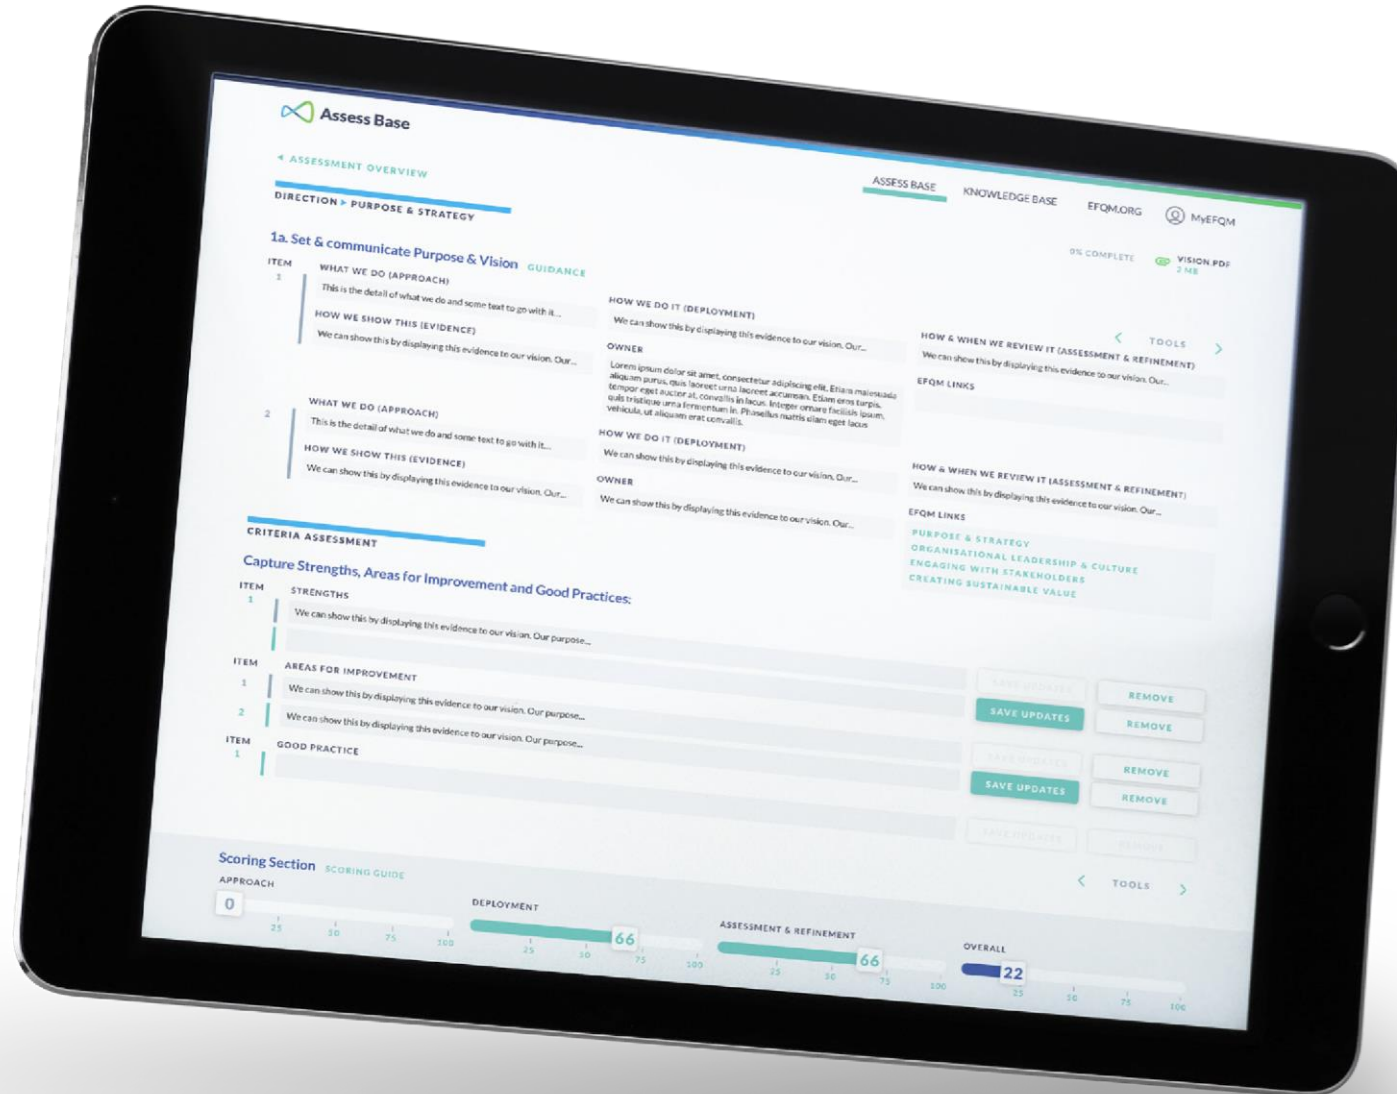 Assess Base
ASSESS BASE
KNOWLEDGE BASE
EFQM.ORG
MyEFQM
◄ ASSESSMENT OVERVIEW
DIRECTION ► PURPOSE & STRATEGY
0% COMPLETE
VISION.PDF
2 MB
1a. Set & communicate Purpose & Vision GUIDANCE
< TOOLS >
ITEM
1
WHAT WE DO (APPROACH)
This is the detail of what we do and some text to go with it...
HOW WE SHOW THIS (EVIDENCE)
We can show this by displaying this evidence to our vision. Our...
HOW WE DO IT (DEPLOYMENT)
We can show this by displaying this evidence to our vision. Our...
OWNER
Lorem ipsum dolor sit amet, consectetur adipiscing elit. Etiam malesuada
aliquam purus, quis laoreet urna laoreet accumsan. Etiam eros turpis,
tempor eget auctor at, convallis in lacus. Integer ornare facilisis ipsum,
quis tristique urna fermentum in. Phasellus mattis diam eget lacus
vehicula, ut aliquam erat convallis.
HOW & WHEN WE REVIEW IT (ASSESSMENT & REFINEMENT)
We can show this by displaying this evidence to our vision. Our...
EFQM LINKS
2
WHAT WE DO (APPROACH)
This is the detail of what we do and some text to go with it...
HOW WE SHOW THIS (EVIDENCE)
We can show this by displaying this evidence to our vision. Our...
HOW WE DO IT (DEPLOYMENT)
We can show this by displaying this evidence to our vision. Our...
OWNER
We can show this by displaying this evidence to our vision. Our...
HOW & WHEN WE REVIEW IT (ASSESSMENT & REFINEMENT)
We can show this by displaying this evidence to our vision. Our...
EFQM LINKS
PURPOSE & STRATEGY
ORGANISATIONAL LEADERSHIP & CULTURE
ENGAGING WITH STAKEHOLDERS
CREATING SUSTAINABLE VALUE
CRITERIA ASSESSMENT
Capture Strengths, Areas for Improvement and Good Practices:
ITEM STRENGTHS
1 We can show this by displaying this evidence to our vision. Our purpose...
SAVE UPDATES REMOVE
SAVE UPDATES REMOVE
ITEM AREAS FOR IMPROVEMENT
1 We can show this by displaying this evidence to our vision. Our purpose...
SAVE UPDATES REMOVE
2 We can show this by displaying this evidence to our vision. Our purpose...
SAVE UPDATES REMOVE
ITEM GOOD PRACTICE
1
SAVE UPDATES REMOVE
Scoring Section SCORING GUIDE
< TOOLS >
APPROACH
0
25 50 75 100
DEPLOYMENT
66
25 50 75 100
ASSESSMENT & REFINEMENT
66
25 50 75 100
OVERALL
22
25 50 75 100